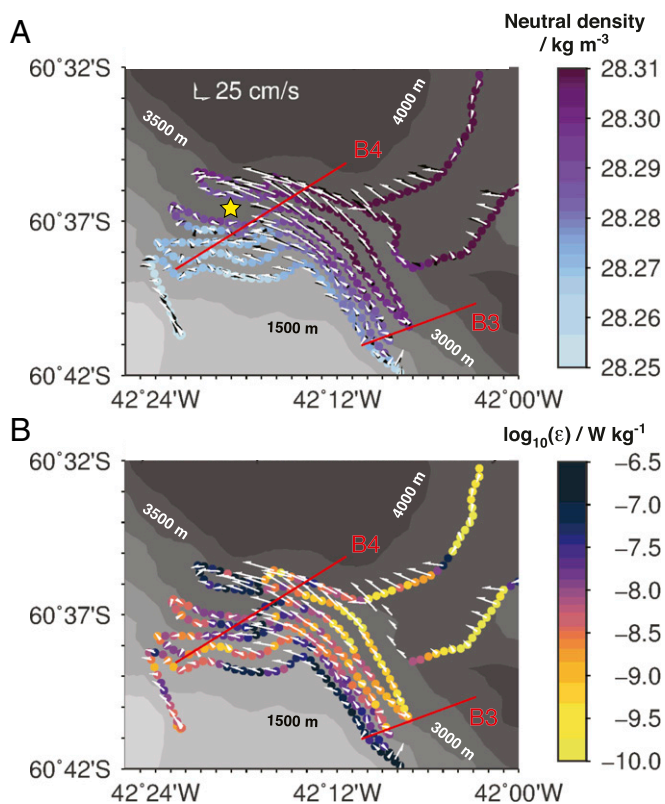 A
Neutral density
/ kg m⁻³
60˚32'S
60˚37'S
60˚42'S
25 cm/s
3500 m
4000 m
B4
B3
1500 m
3000 m
42˚24'W
42˚12'W
42˚00'W
28.31
28.30
28.29
28.28
28.27
28.26
28.25
B
log₁₀(ε) / W kg⁻¹
60˚32'S
60˚37'S
60˚42'S
3500 m
4000 m
B4
B3
1500 m
3000 m
42˚24'W
42˚12'W
42˚00'W
−6.5
−7.0
−7.5
−8.0
−8.5
−9.0
−9.5
−10.0